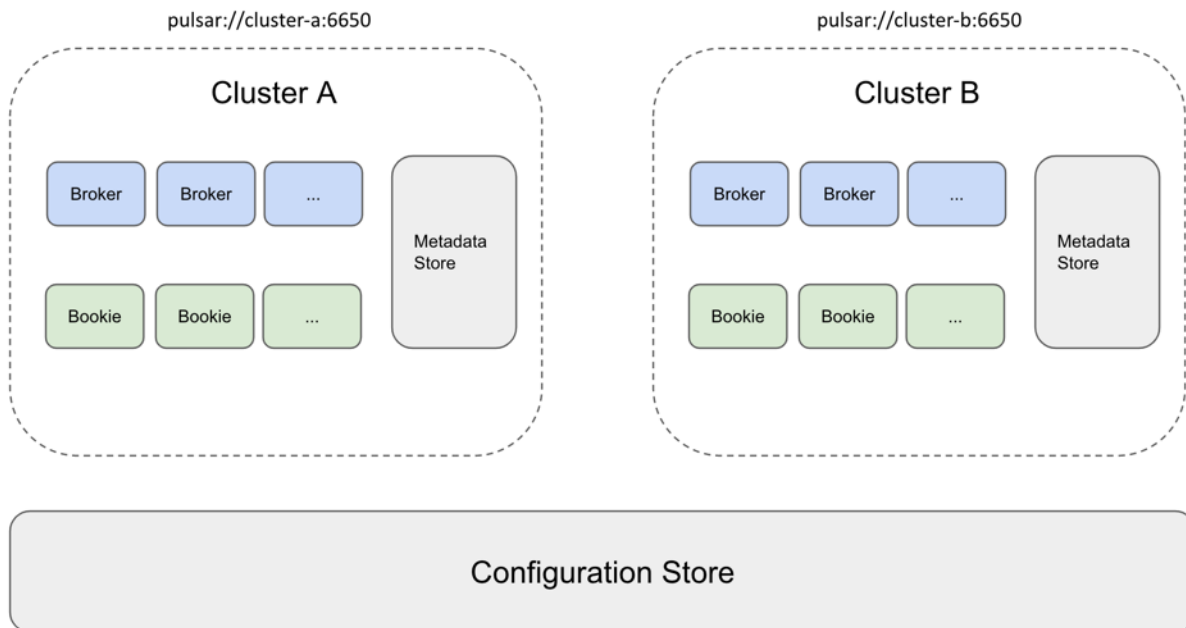 pulsar://cluster-a:6650
pulsar://cluster-b:6650
Cluster A
Cluster B
Broker
Broker
...
Metadata
Store
Bookie
Bookie
...
Broker
Broker
...
Metadata
Store
Bookie
Bookie
...
Configuration Store